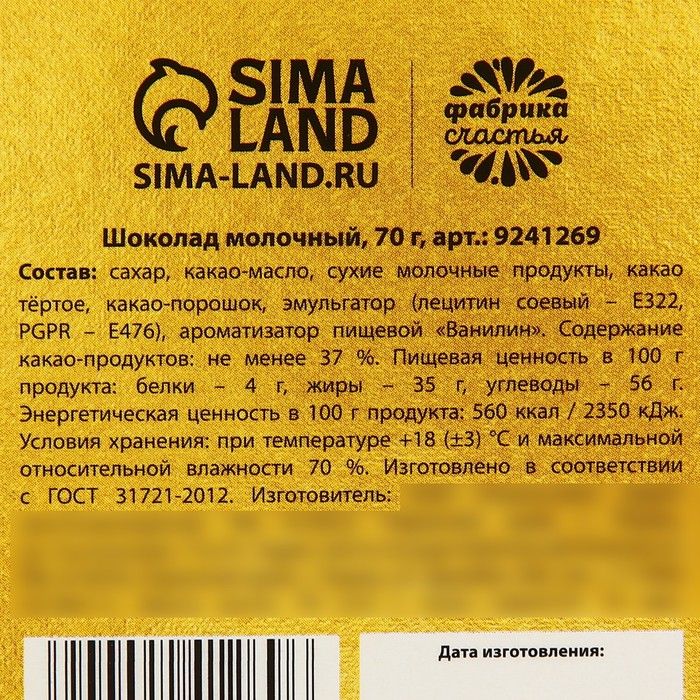 SIMA
LAND
SIMA-LAND.RU
фабрика
счастья
Шоколад молочный, 70 г, арт.: 9241269
Состав: сахар, какао-масло, сухие молочные продукты, какао
тёртое, какао-порошок, эмульгатор (лецитин соевый – E322,
PGPR – E476), ароматизатор пищевой «Ванилин». Содержание
какао-продуктов: не менее 37 %. Пищевая ценность в 100 г
продукта: белки – 4 г, жиры – 35 г, углеводы – 56 г.
Энергетическая ценность в 100 г продукта: 560 ккал / 2350 кДж.
Условия хранения: при температуре +18 (±3) °C и максимальной
относительной влажности 70 %. Изготовлено в соответствии
с ГОСТ 31721-2012. Изготовитель:
Дата изготовления: